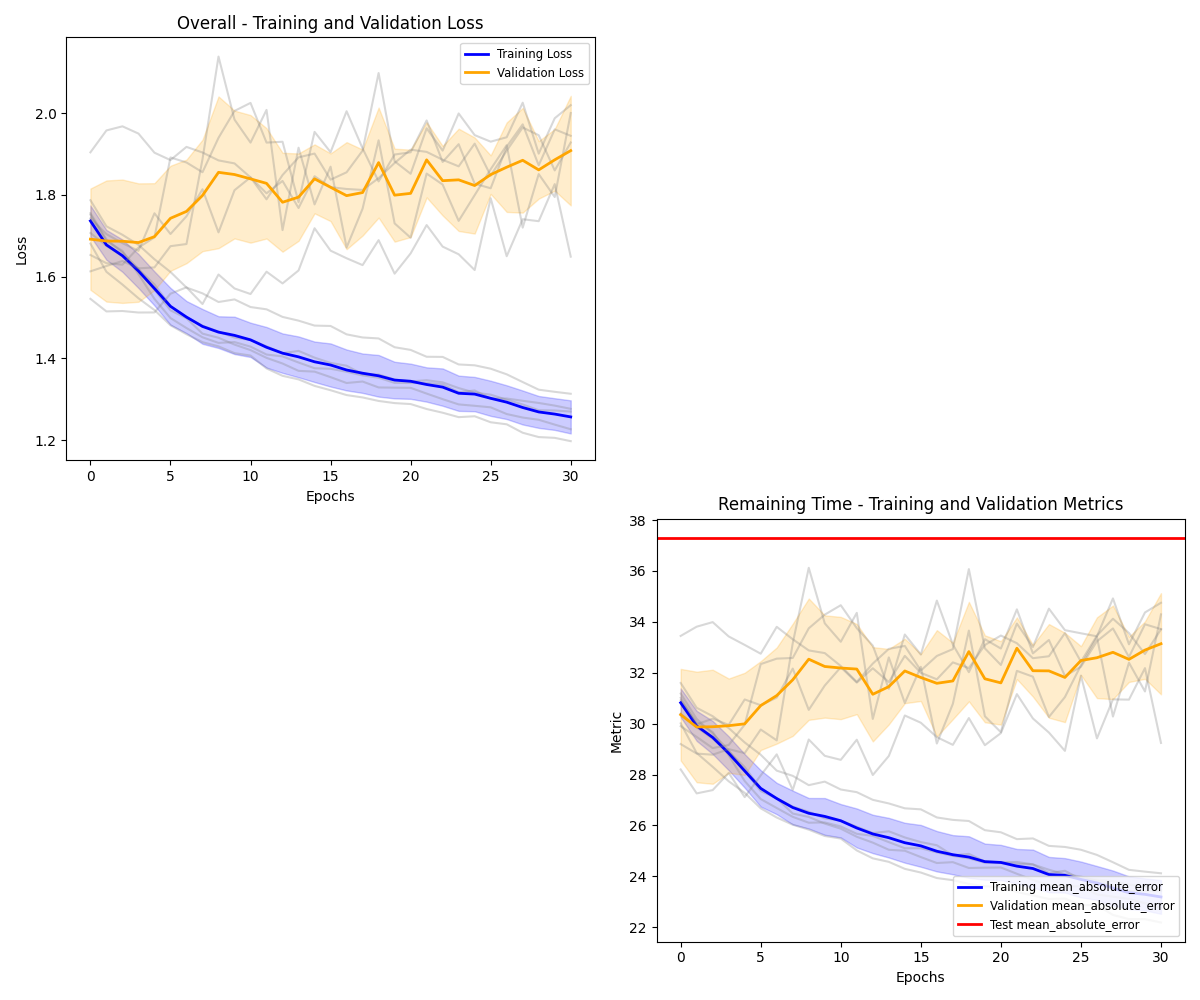 Overall - Training and Validation Loss
Training Loss
Validation Loss
2.0
1.8
1.6
1.4
1.2
Loss
0 5 10 15 20 25 30
Epochs
Remaining Time - Training and Validation Metrics
38
36
34
32
30
28
26
24
22
Metric
Training mean_absolute_error
Validation mean_absolute_error
Test mean_absolute_error
0 5 10 15 20 25 30
Epochs